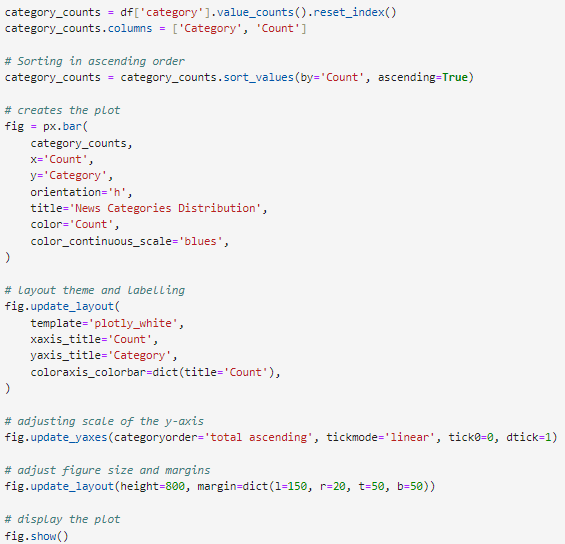 category_counts = df['category'].value_counts().reset_index()
category_counts.columns = ['Category', 'Count']

# Sorting in ascending order
category_counts = category_counts.sort_values(by='Count', ascending=True)

# creates the plot
fig = px.bar(
    category_counts,
    x='Count',
    y='Category',
    orientation='h',
    title='News Categories Distribution',
    color='Count',
    color_continuous_scale='blues',
)

# layout theme and labelling
fig.update_layout(
    template='plotly_white',
    xaxis_title='Count',
    yaxis_title='Category',
    coloraxis_colorbar=dict(title='Count'),
)

# adjusting scale of the y-axis
fig.update_yaxes(categoryorder='total ascending', tickmode='linear', tick0=0, dtick=1)

# adjust figure size and margins
fig.update_layout(height=800, margin=dict(l=150, r=20, t=50, b=50))

# display the plot
fig.show()